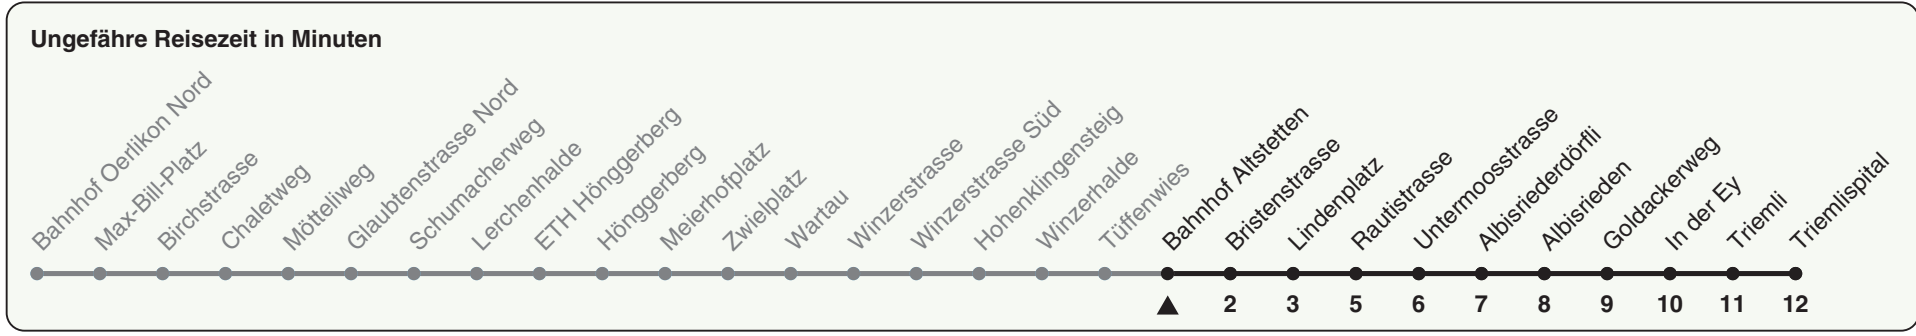 Ungefähre Reisezeit in Minuten
Bahnhof Oerlikon Nord
Max-Bill-Platz
Birchstrasse
Chaletweg
Mötteliweg
Glaubtenstrasse Nord
Schumacherweg
Lerchenhalde
ETH Hönggerberg
Hönggerberg
Meierhofplatz
Zwielplatz
Wartau
Winzerstrasse
Winzerstrasse Süd
Hohenklingensteig
Winzerhalde
Tüffenwies
Bahnhof Altstetten
Bristenstrasse
Lindenplatz
Rautistrasse
Untermoosstrasse
Albisriederdörfli
Albisrieden
Goldackerweg
In der Ey
Triemli
Triemlispital
2 3 5 6 7 8 9 10 11 12